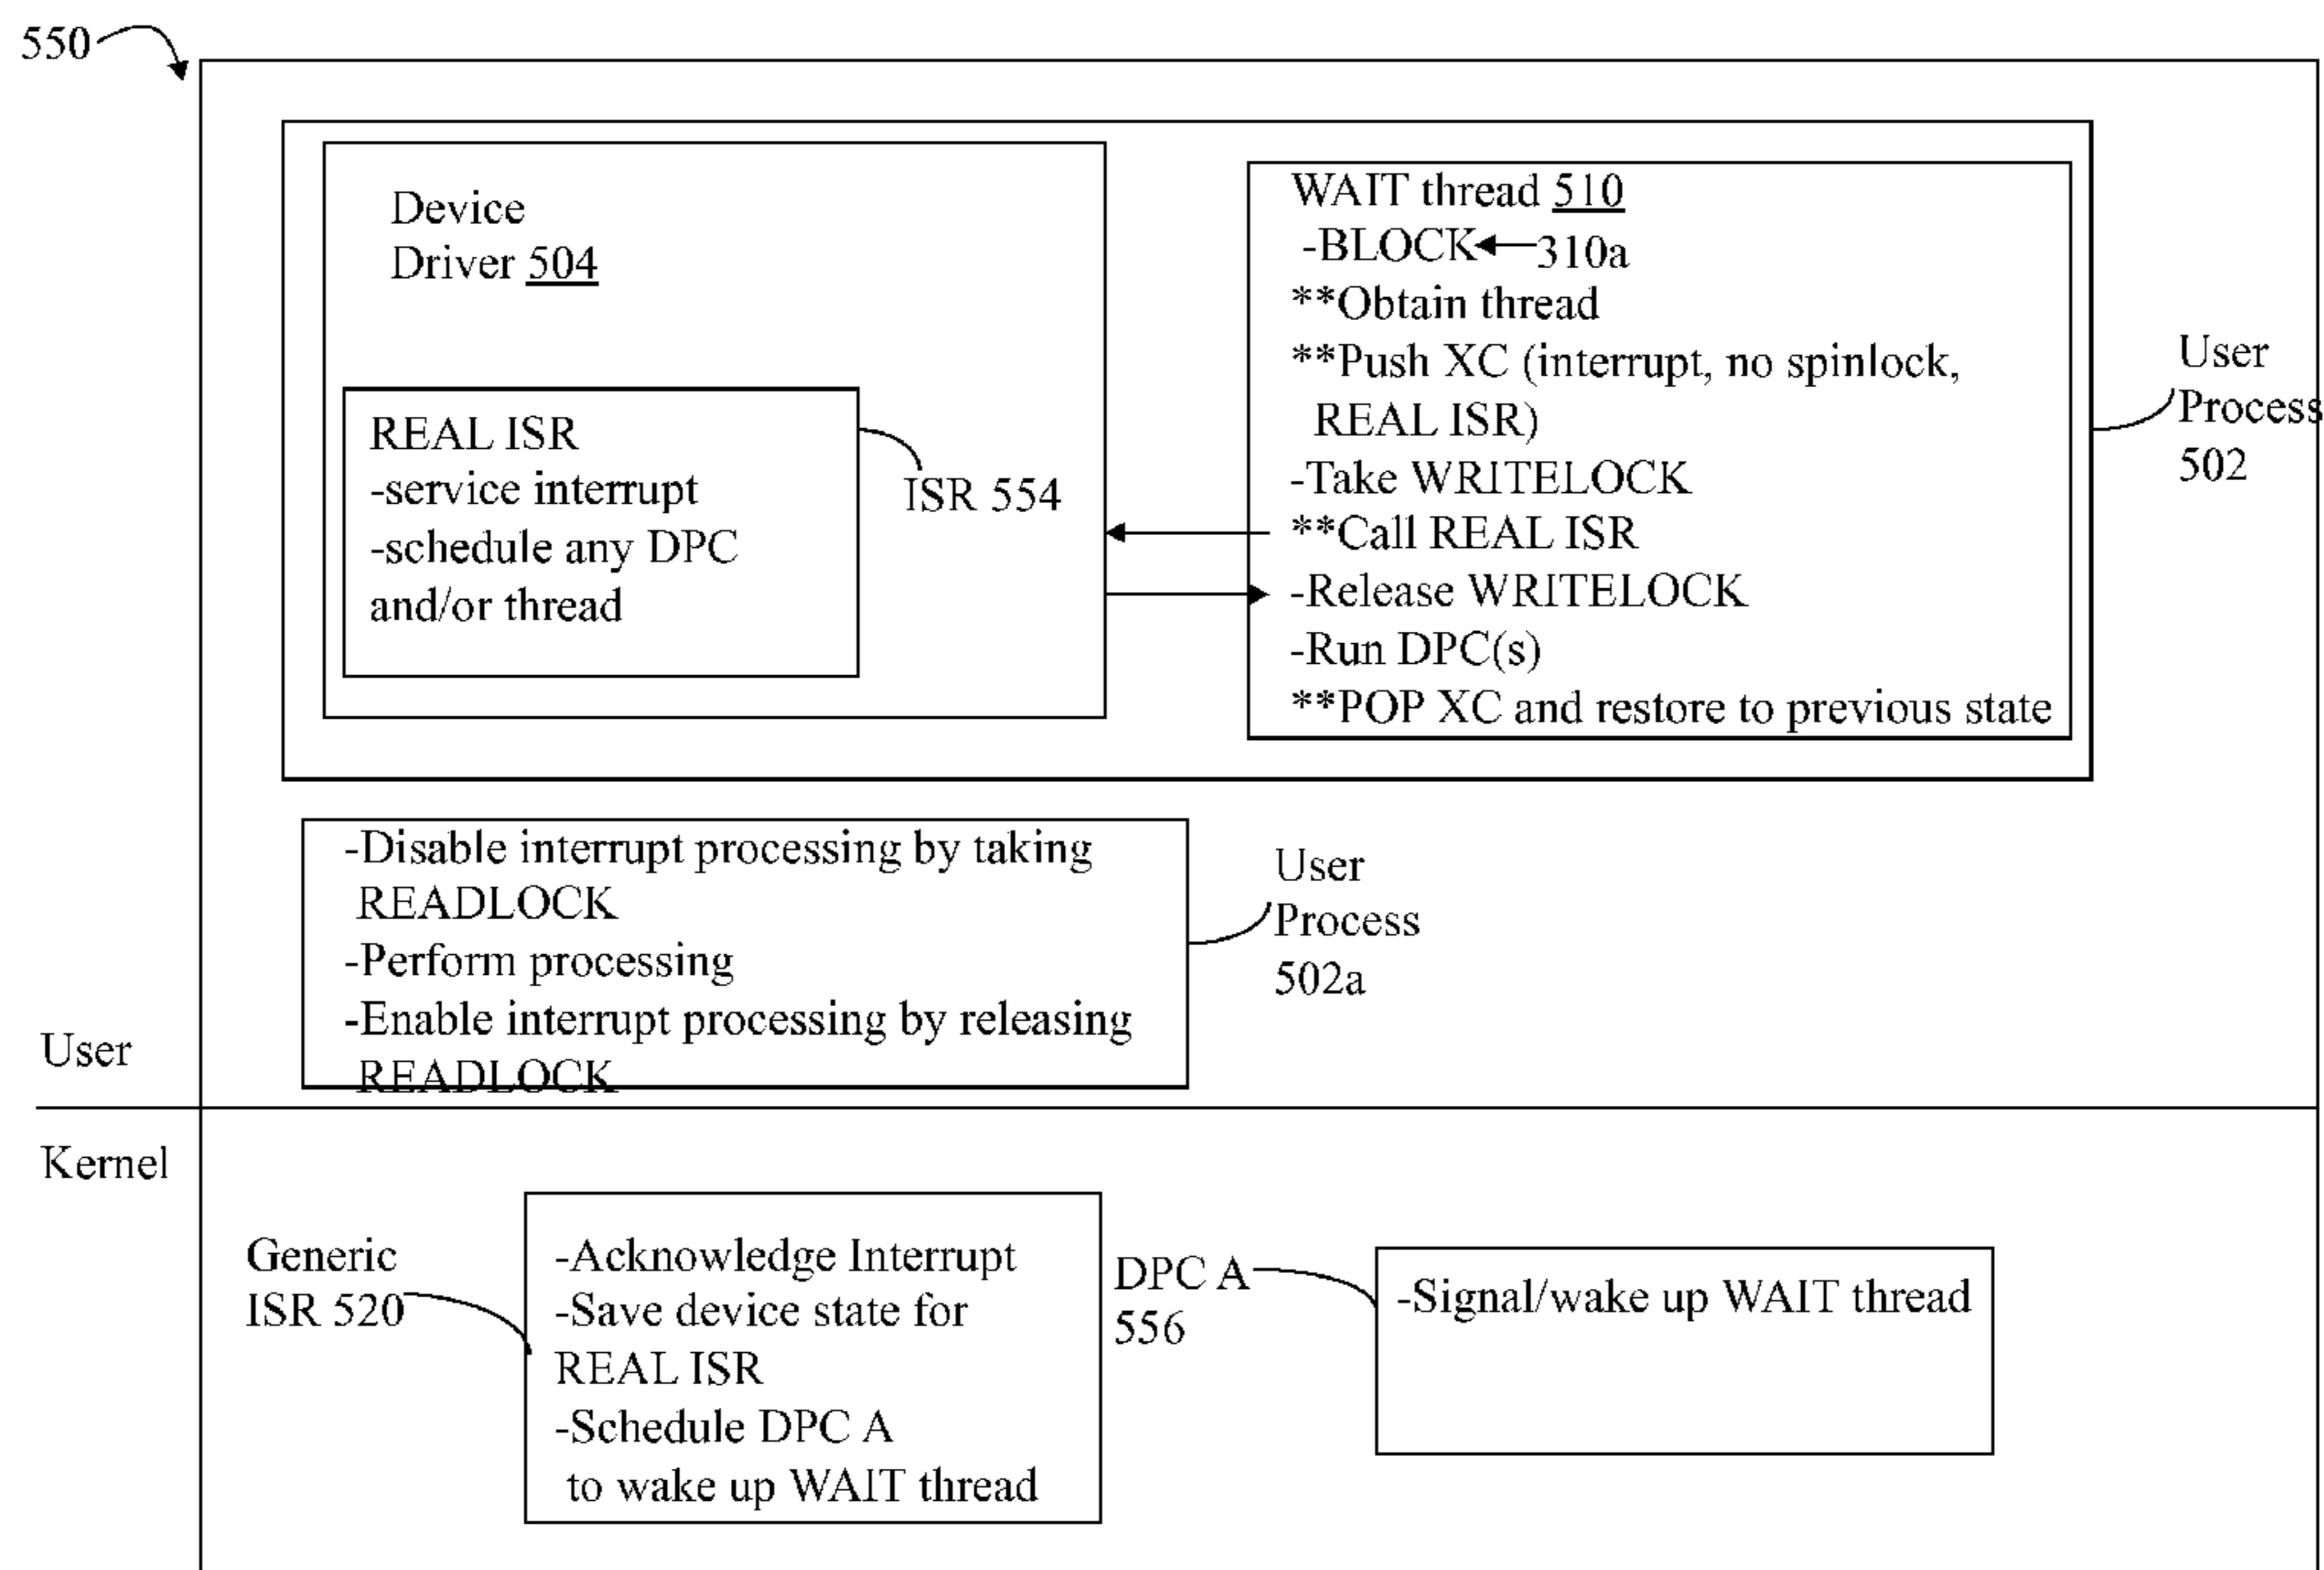 550
Device
Driver 504
REAL ISR
-service interrupt
-schedule any DPC
and/or thread
ISR 554
WAIT thread 510
-BLOCK
310a
**Obtain thread
**Push XC (interrupt, no spinlock,
REAL ISR)
-Take WRITELOCK
**Call REAL ISR
-Release WRITELOCK
-Run DPC(s)
**POP XC and restore to previous state
User
Process
502
-Disable interrupt processing by taking
READLOCK
-Perform processing
-Enable interrupt processing by releasing
READLOCK
User
Process
502a
User
Kernel
Generic
ISR 520
-Acknowledge Interrupt
-Save device state for
REAL ISR
-Schedule DPC A
to wake up WAIT thread
DPC A
556
-Signal/wake up WAIT thread